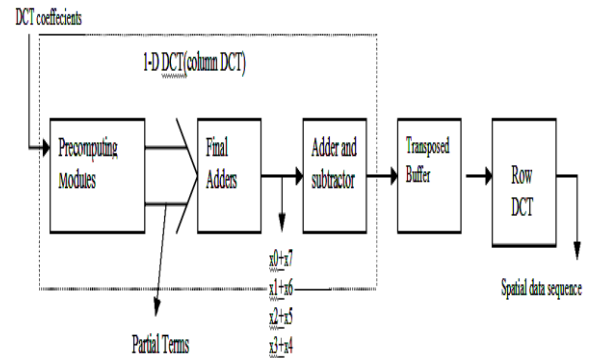 DCT coeffecients
1-D DCT(column DCT)
Precomputing
Modules
Final
Adders
Adder and
subtractor
Transposed
Buffer
Row
DCT
x0+x7
x1+x6
x2+x5
x3+x4
Partial Terms
Spatial data sequence